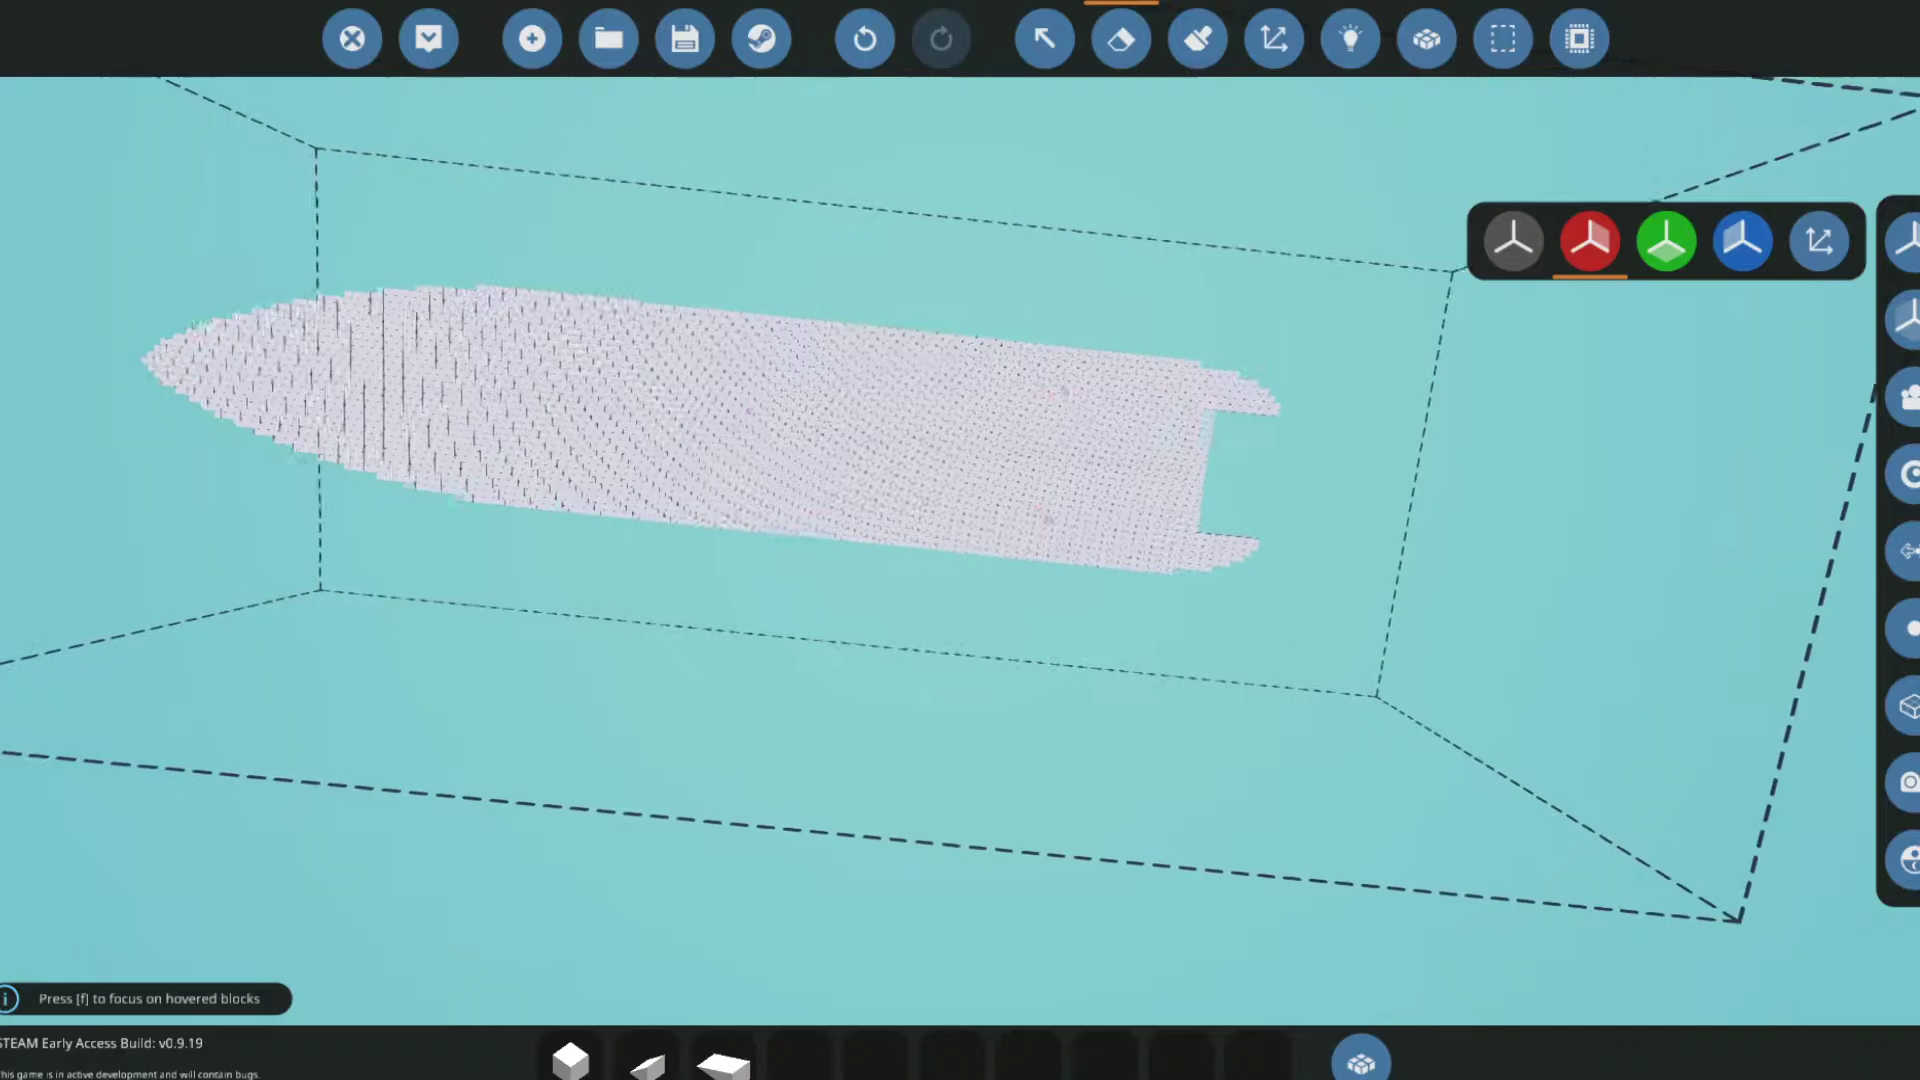 Press [f] to focus on hovered blocks
STEAM Early Access Build: v0.9.19
This game is in active development and will contain bugs.